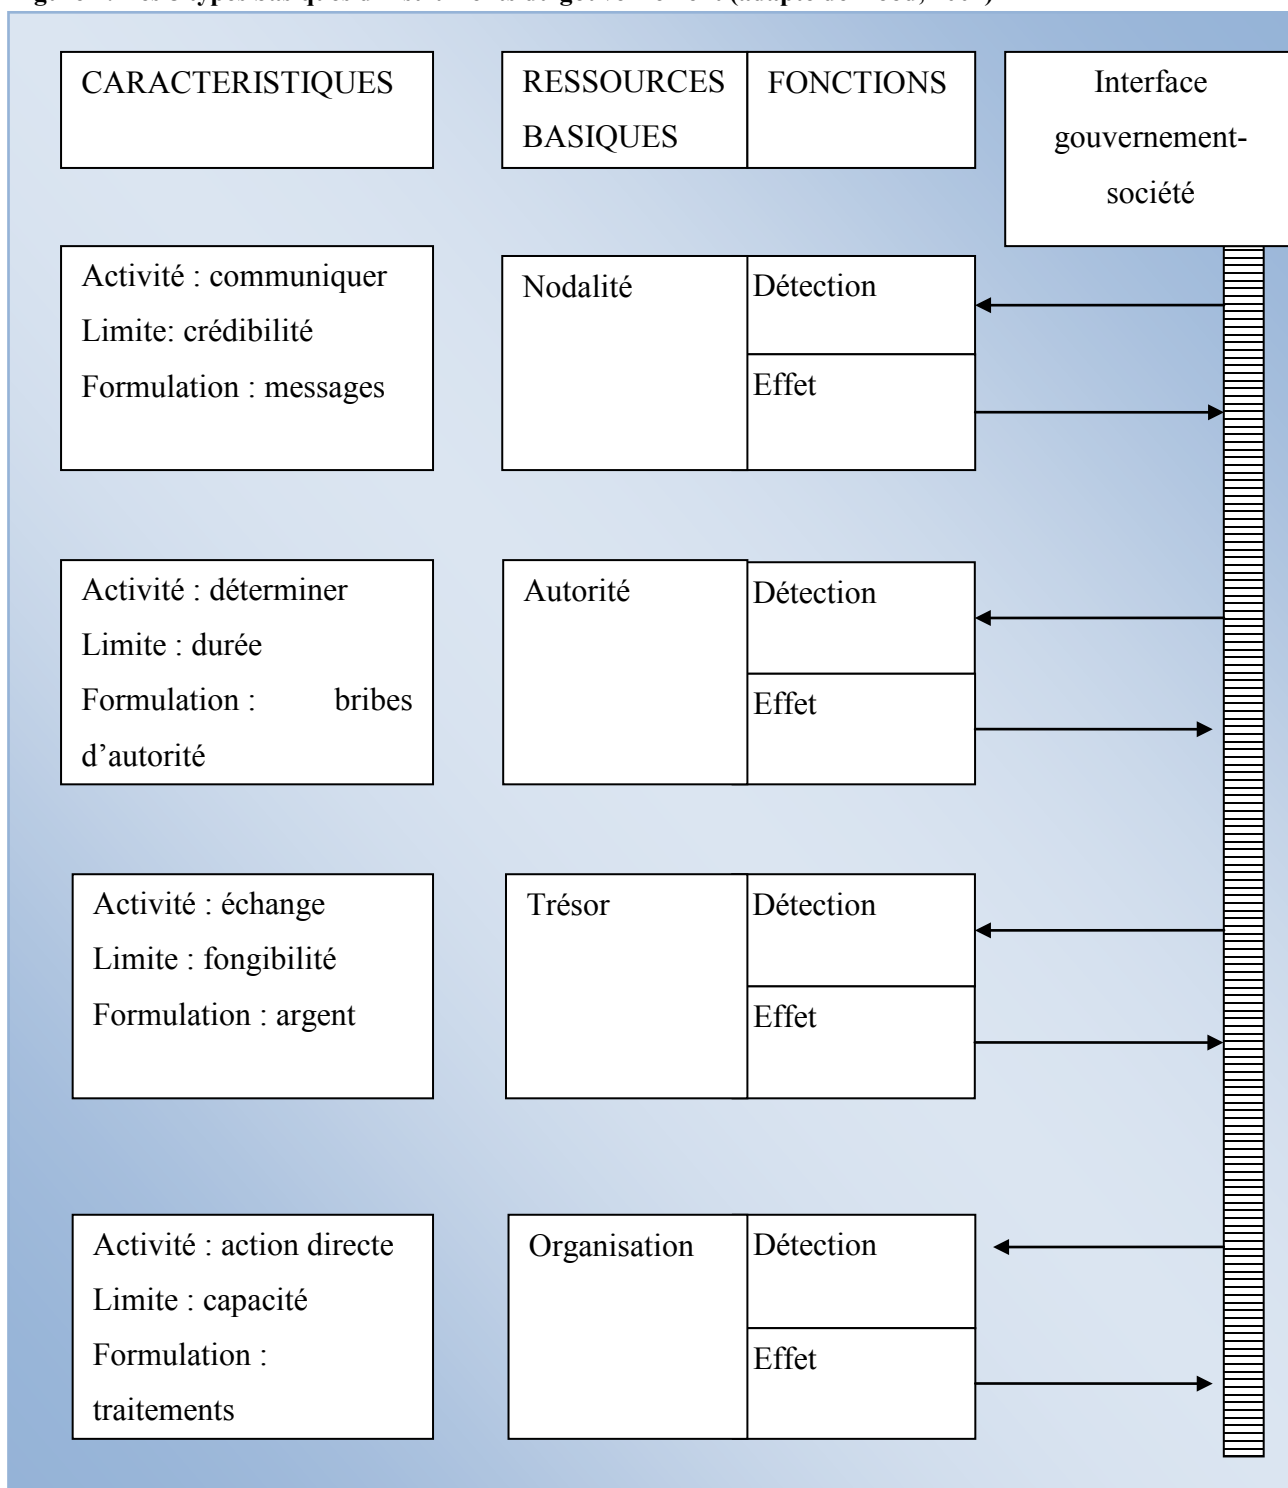 CARACTERISTIQUES
RESSOURCES
BASIQUES
FONCTIONS
Interface
gouvernement-
société
Activité : communiquer
Limite: crédibilité
Formulation : messages
Nodalité
Détection
Effet
Activité : déterminer
Limite : durée
Formulation : bribes
d’autorité
Autorité
Détection
Effet
Activité : échange
Limite : fongibilité
Formulation : argent
Trésor
Détection
Effet
Activité : action directe
Limite : capacité
Formulation :
traitements
Organisation
Détection
Effet